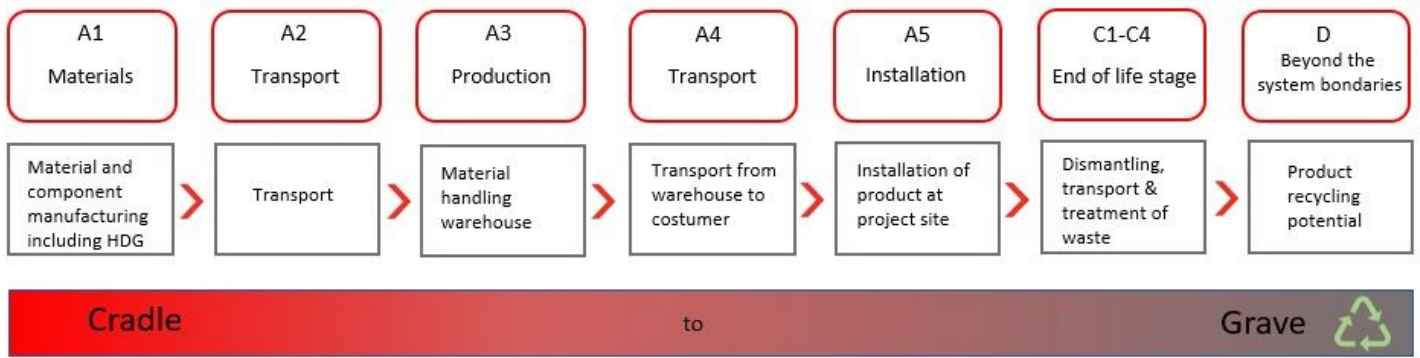 A1
Materials
A2
Transport
A3
Production
A4
Transport
A5
Installation
C1-C4
End of life stage
D
Beyond the
system bondaries
Material and
component
manufacturing
including HDG
Transport
Material
handling
warehouse
Transport from
warehouse to
costumer
Installation of
product at
project site
Dismantling,
transport &
treatment of
waste
Product
recycling
potential
Cradle
to
Grave